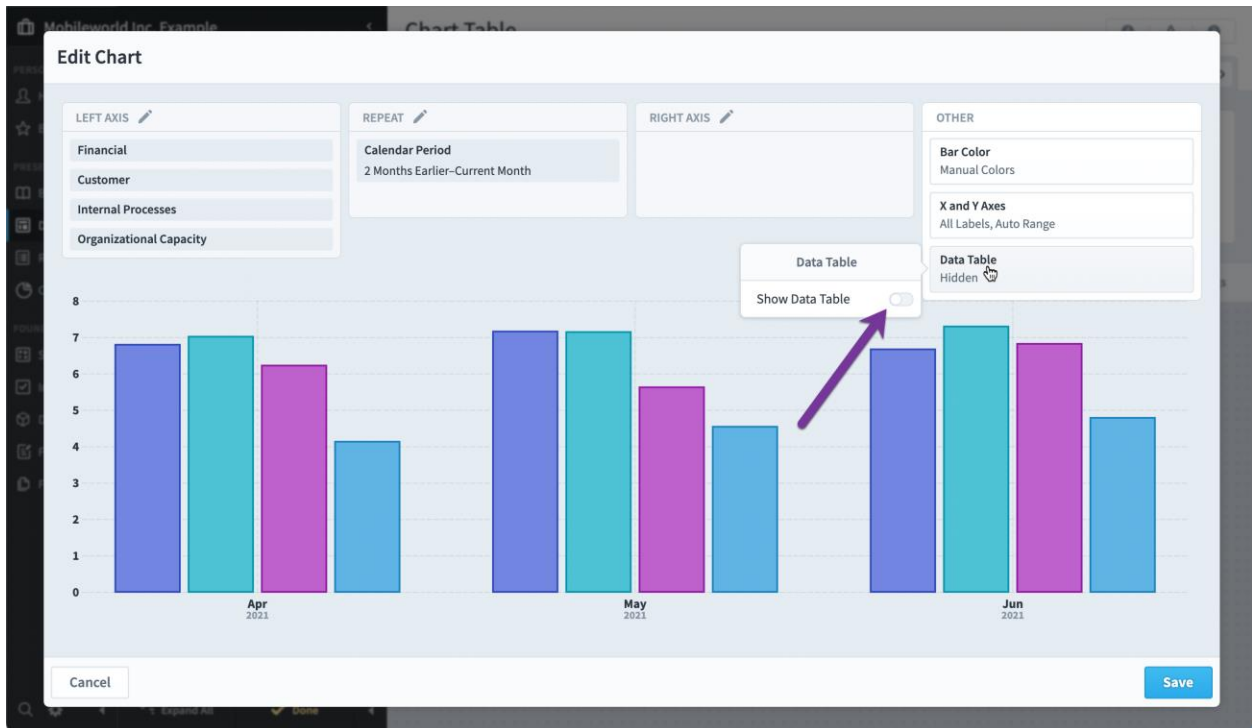 Mobileworld Inc. Example
Chart Table
Edit Chart
LEFT AXIS
Financial
Customer
Internal Processes
Organizational Capacity
REPEAT
Calendar Period
2 Months Earlier–Current Month
RIGHT AXIS
OTHER
Bar Color
Manual Colors
X and Y Axes
All Labels, Auto Range
Data Table
Hidden
Data Table
Show Data Table
8
7
6
5
4
3
2
1
0
Apr
2021
May
2021
Jun
2021
Cancel
Save
Expand All
Done